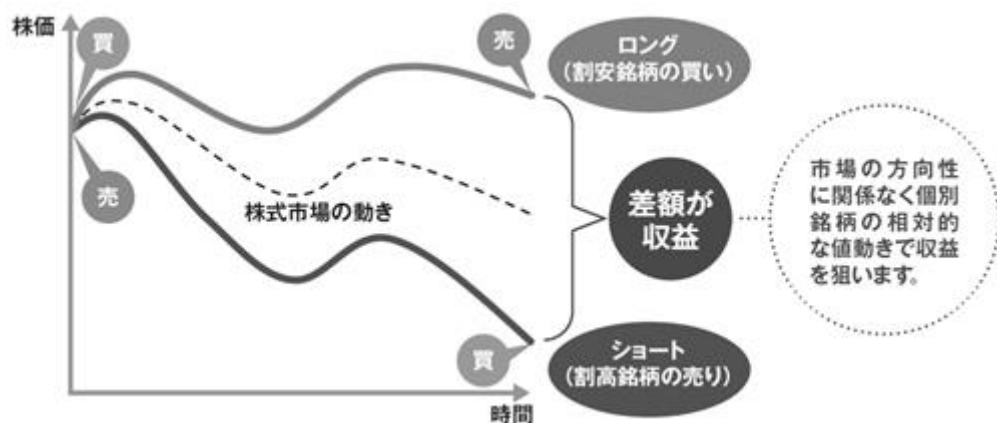 株価
買
売
売
株式市場の動き
買
時間
ロング
(割安銘柄の買い)
差額が
収益
ショート
(割高銘柄の売り)
市場の方向性
に関係なく個別
銘柄の相対的
な値動きで収益
を狙います。